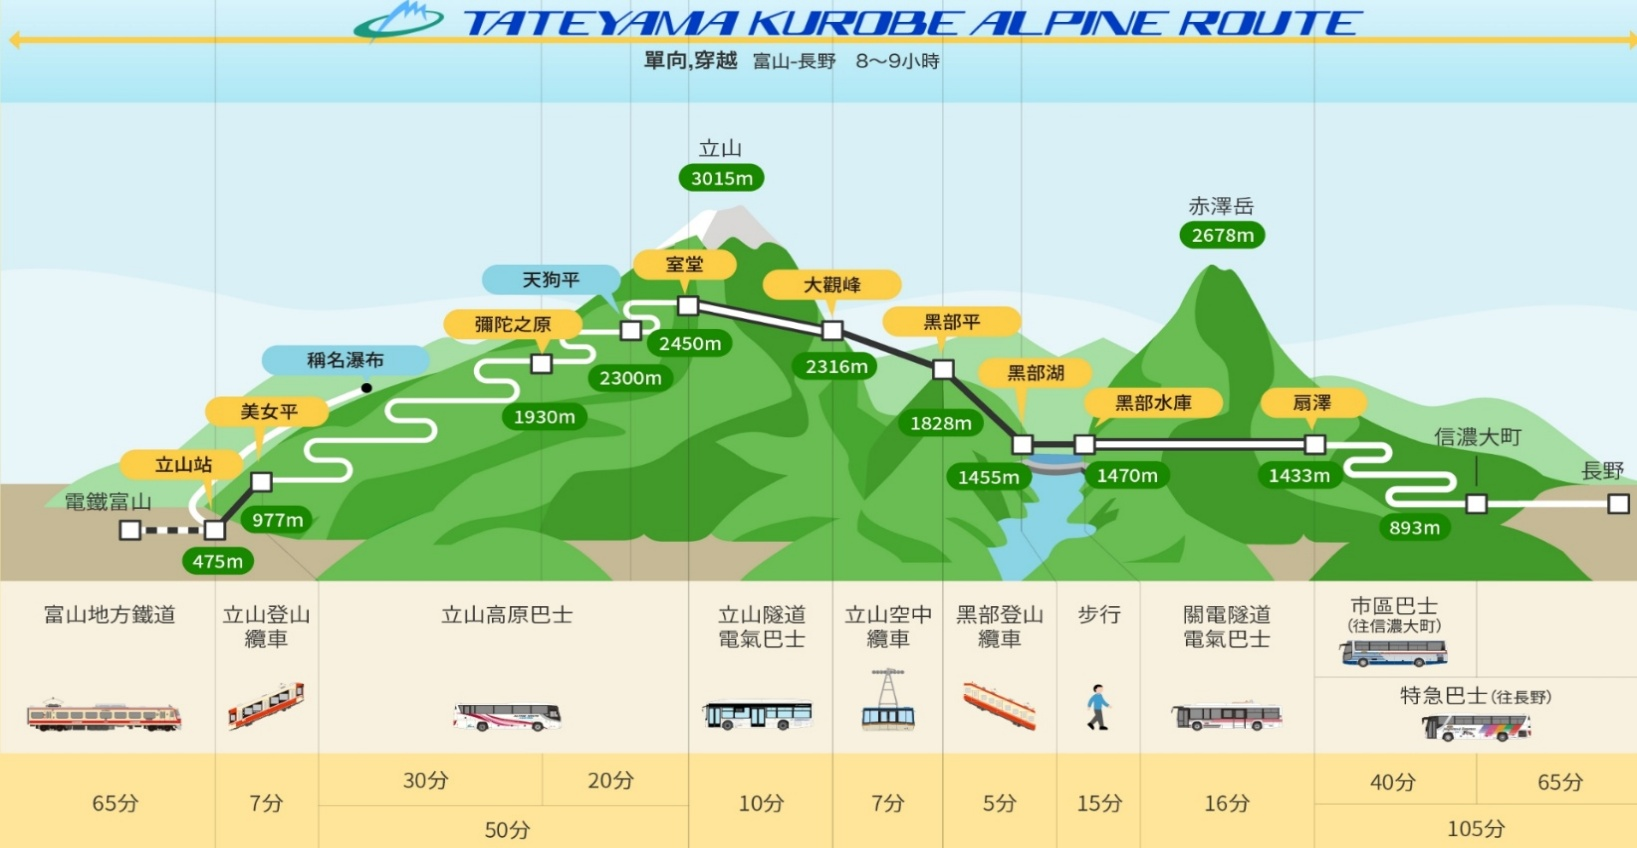 TATEYAMA KUROBE ALPINE ROUTE
單向,穿越 富山-長野 8～9小時
立山
3015m
赤澤岳
2678m
室堂
天狗平
大觀峰
彌陀之原
黑部平
2450m
稱名瀑布
2316m
黑部湖
2300m
美女平
1930m
黑部水庫
扇澤
1828m
信濃大町
立山站
1455m
1470m
1433m
長野
電鐵富山
977m
893m
475m
富山地方鐵道
立山登山
纜車
立山高原巴士
立山隧道
電氣巴士
立山空中
纜車
黑部登山
纜車
步行
關電隧道
電氣巴士
市區巴士
(往信濃大町)
特急巴士(往長野)
65分
7分
30分
20分
50分
10分
7分
5分
15分
16分
40分
65分
105分